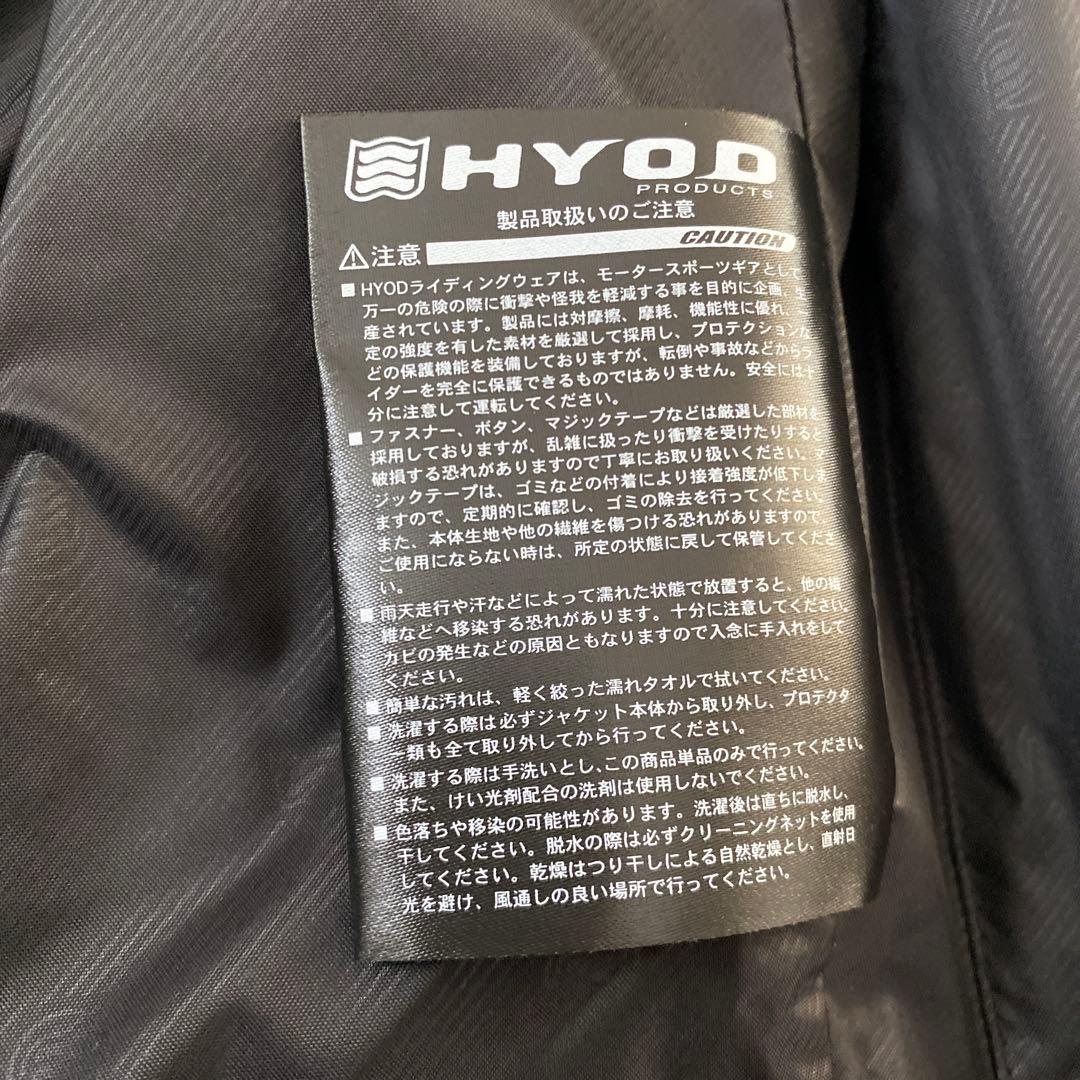 HYOD
PRODUCTS
製品取扱いのご注意
⚠注意 CAUTION
■HYODライディングウェアは、モータースポーツギアとして
万一の危険の際に衝撃や怪我を軽減する事を目的に企画、生
産されています。製品には対摩擦、摩耗、機能性に優れ、
定の強度を有した素材を厳選して採用し、プロテクションな
どの保護機能を装備しておりますが、転倒や事故などからラ
イダーを完全に保護できるものではありません。安全には十
分に注意して運転してください。
■ファスナー、ボタン、マジックテープなどは厳選した部材を
採用しておりますが、乱雑に扱ったり衝撃を受けたりすると
破損する恐れがありますので丁寧にお取り扱いください。マ
ジックテープは、ゴミなどの付着により接着強度が低下し
ますので、定期的に確認し、ゴミの除去を行ってください。
また、本体生地や他の繊維を傷つける恐れがありますので、
ご使用にならない時は、所定の状態に戻して保管してくださ
い。
■雨天走行や汗などによって濡れた状態で放置すると、他の繊
維などへ移染する恐れがあります。十分に注意してください。
カビの発生などの原因ともなりますので入念に手入れをして
ください。
■簡単な汚れは、軽く絞った濡れタオルで拭いてください。
■洗濯する際は必ずジャケット本体から取り外し、プロテクタ
ー類も全て取り外してから行ってください。
■洗濯する際は手洗いとし、この商品単品のみで行ってください。
また、けい光剤配合の洗剤は使用しないでください。
■色落ちや移染の可能性があります。洗濯後は直ちに脱水し、
干してください。脱水の際は必ずクリーニングネットを使用
してください。乾燥はつり干しによる自然乾燥とし、直射日
光を避け、風通しの良い場所で行ってください。